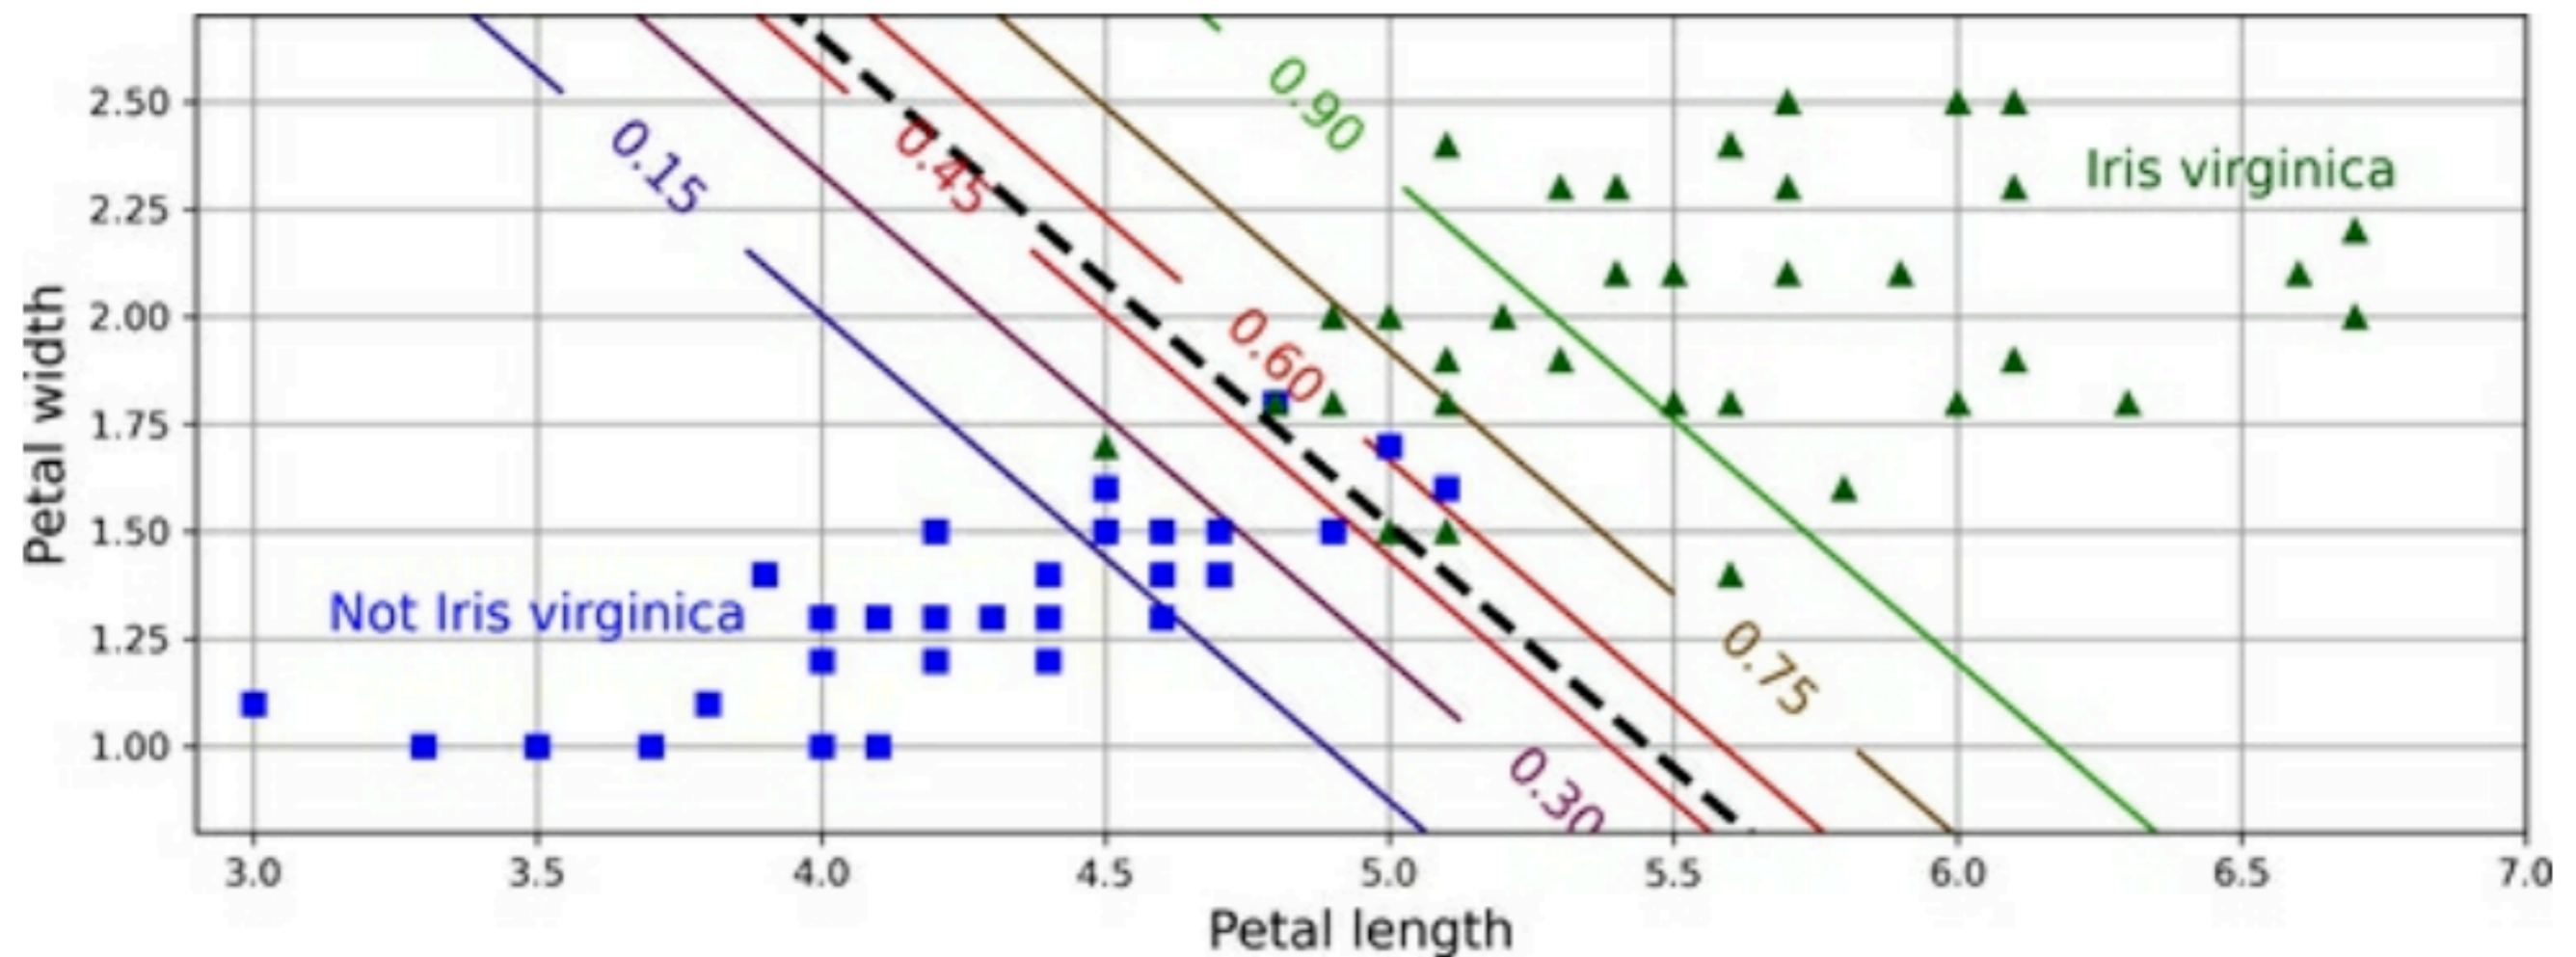 2.50
2.25
2.00
1.75
1.50
1.25
1.00
Petal width
3.0 3.5 4.0 4.5 5.0 5.5 6.0 6.5 7.0
Petal length
0.15
0.45
0.90
0.60
0.75
0.30
Iris virginica
Not Iris virginica